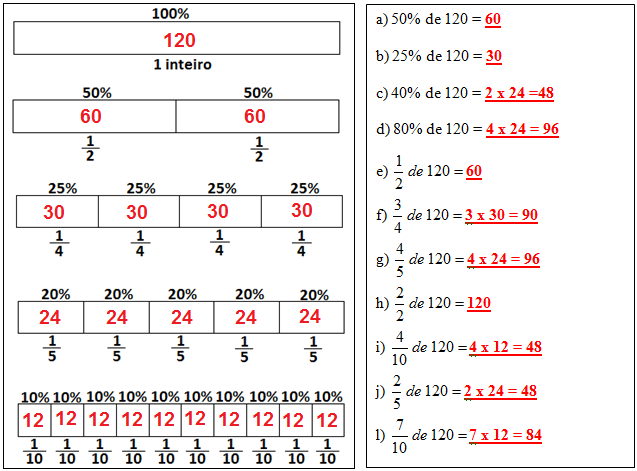 100%
120
1 inteiro
50% 50%
60 60
1/2 1/2
25% 25% 25% 25%
30 30 30 30
1/4 1/4 1/4 1/4
20% 20% 20% 20% 20%
24 24 24 24 24
1/5 1/5 1/5 1/5 1/5
10% 10% 10% 10% 10% 10% 10% 10% 10% 10%
12 12 12 12 12 12 12 12 12 12
1/10 1/10 1/10 1/10 1/10 1/10 1/10 1/10 1/10 1/10
a) 50% de 120 = 60
b) 25% de 120 = 30
c) 40% de 120 = 2 x 24 =48
d) 80% de 120 = 4 x 24 = 96
e) 1/2 de 120 = 60
f) 3/4 de 120 = 3 x 30 = 90
g) 4/5 de 120 = 4 x 24 = 96
h) 2/2 de 120 = 120
i) 4/10 de 120 = 4 x 12 = 48
j) 2/5 de 120 = 2 x 24 = 48
l) 7/10 de 120 = 7 x 12 = 84